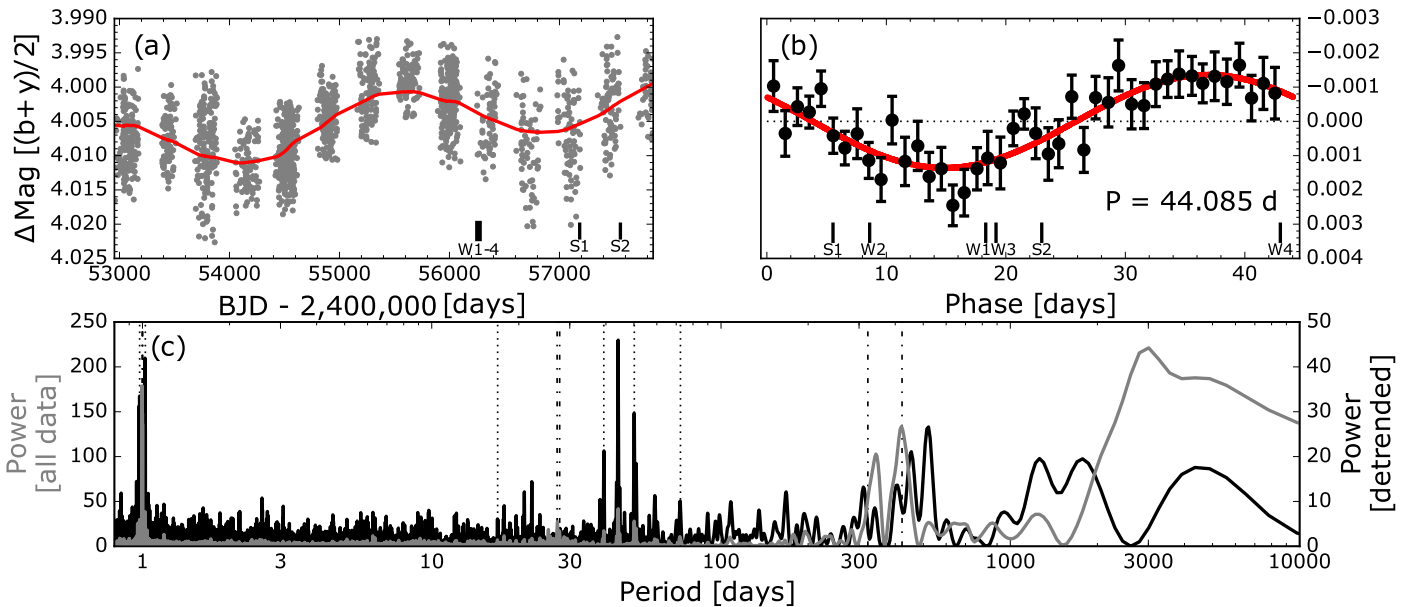 (a)
Δ Mag [(b+ y)/2]
3.990
3.995
4.000
4.005
4.010
4.015
4.020
4.025
W1-4
S1
S2
53000
54000
55000
56000
57000
BJD - 2,400,000 [days]
(b)
−0.003
−0.002
−0.001
0.000
0.001
0.002
0.003
0.004
P = 44.085 d
S1
W2
W1
W3
S2
W4
0
10
20
30
40
Phase [days]
(c)
Power
[all data]
250
200
150
100
50
0
50
40
30
20
10
0
Power
[detrended]
1
3
10
30
100
300
1000
3000
10000
Period [days]